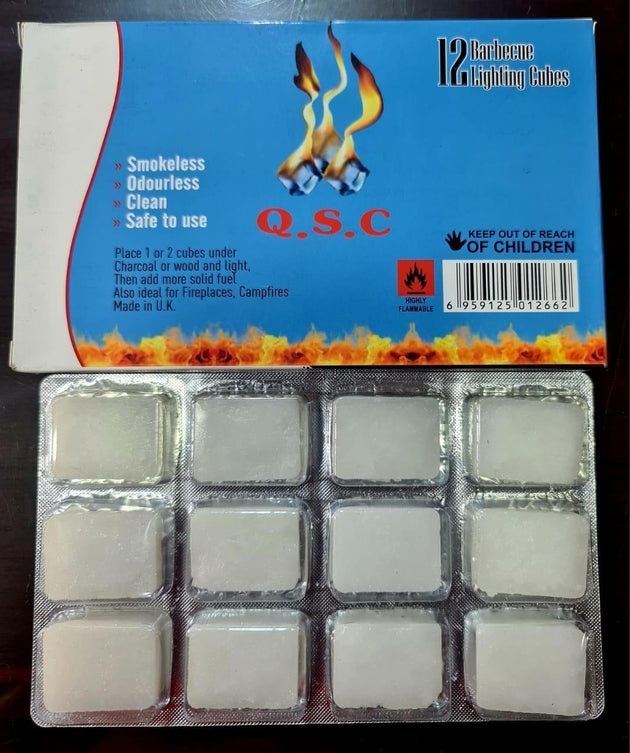 12 Barbecue
Lighting Cubes
» Smokeless
» Odourless
» Clean
» Safe to use
Q.S.C
Place 1 or 2 cubes under
Charcoal or wood and light,
Then add more solid fuel
Also ideal for Fireplaces, Campfires
Made in U.K.
KEEP OUT OF REACH
OF CHILDREN
HIGHLY
FLAMMABLE
6 959125 012662